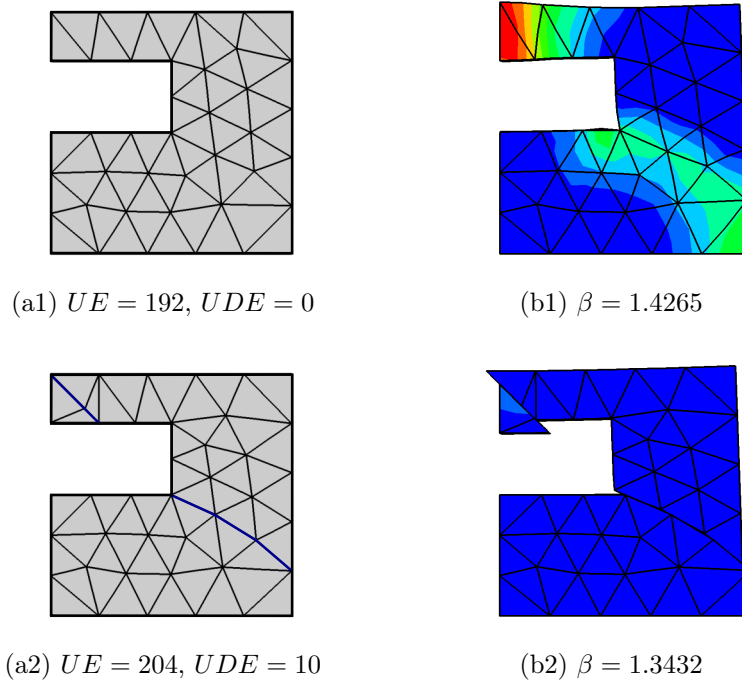 (a1) UE = 192, UDE = 0
(b1) β = 1.4265
(a2) UE = 204, UDE = 10
(b2) β = 1.3432